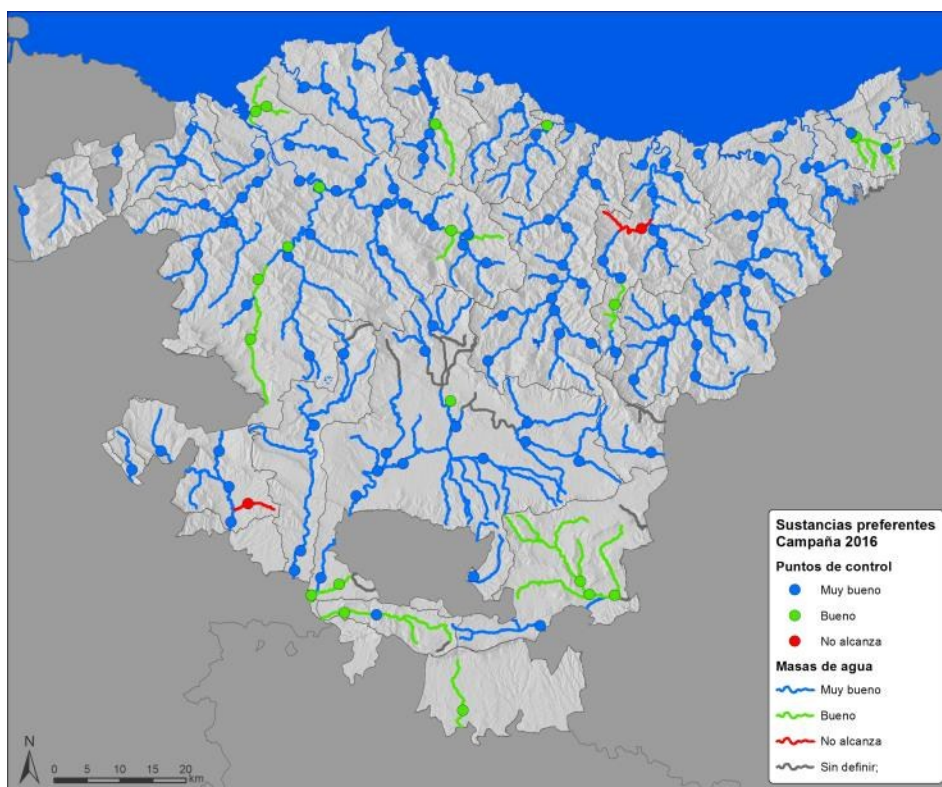 Sustancias preferentes
Campaña 2016
Puntos de control
Muy bueno
Bueno
No alcanza
Masas de agua
Muy bueno
Bueno
No alcanza
Sin definir;
N
0 5 10 15 20
km